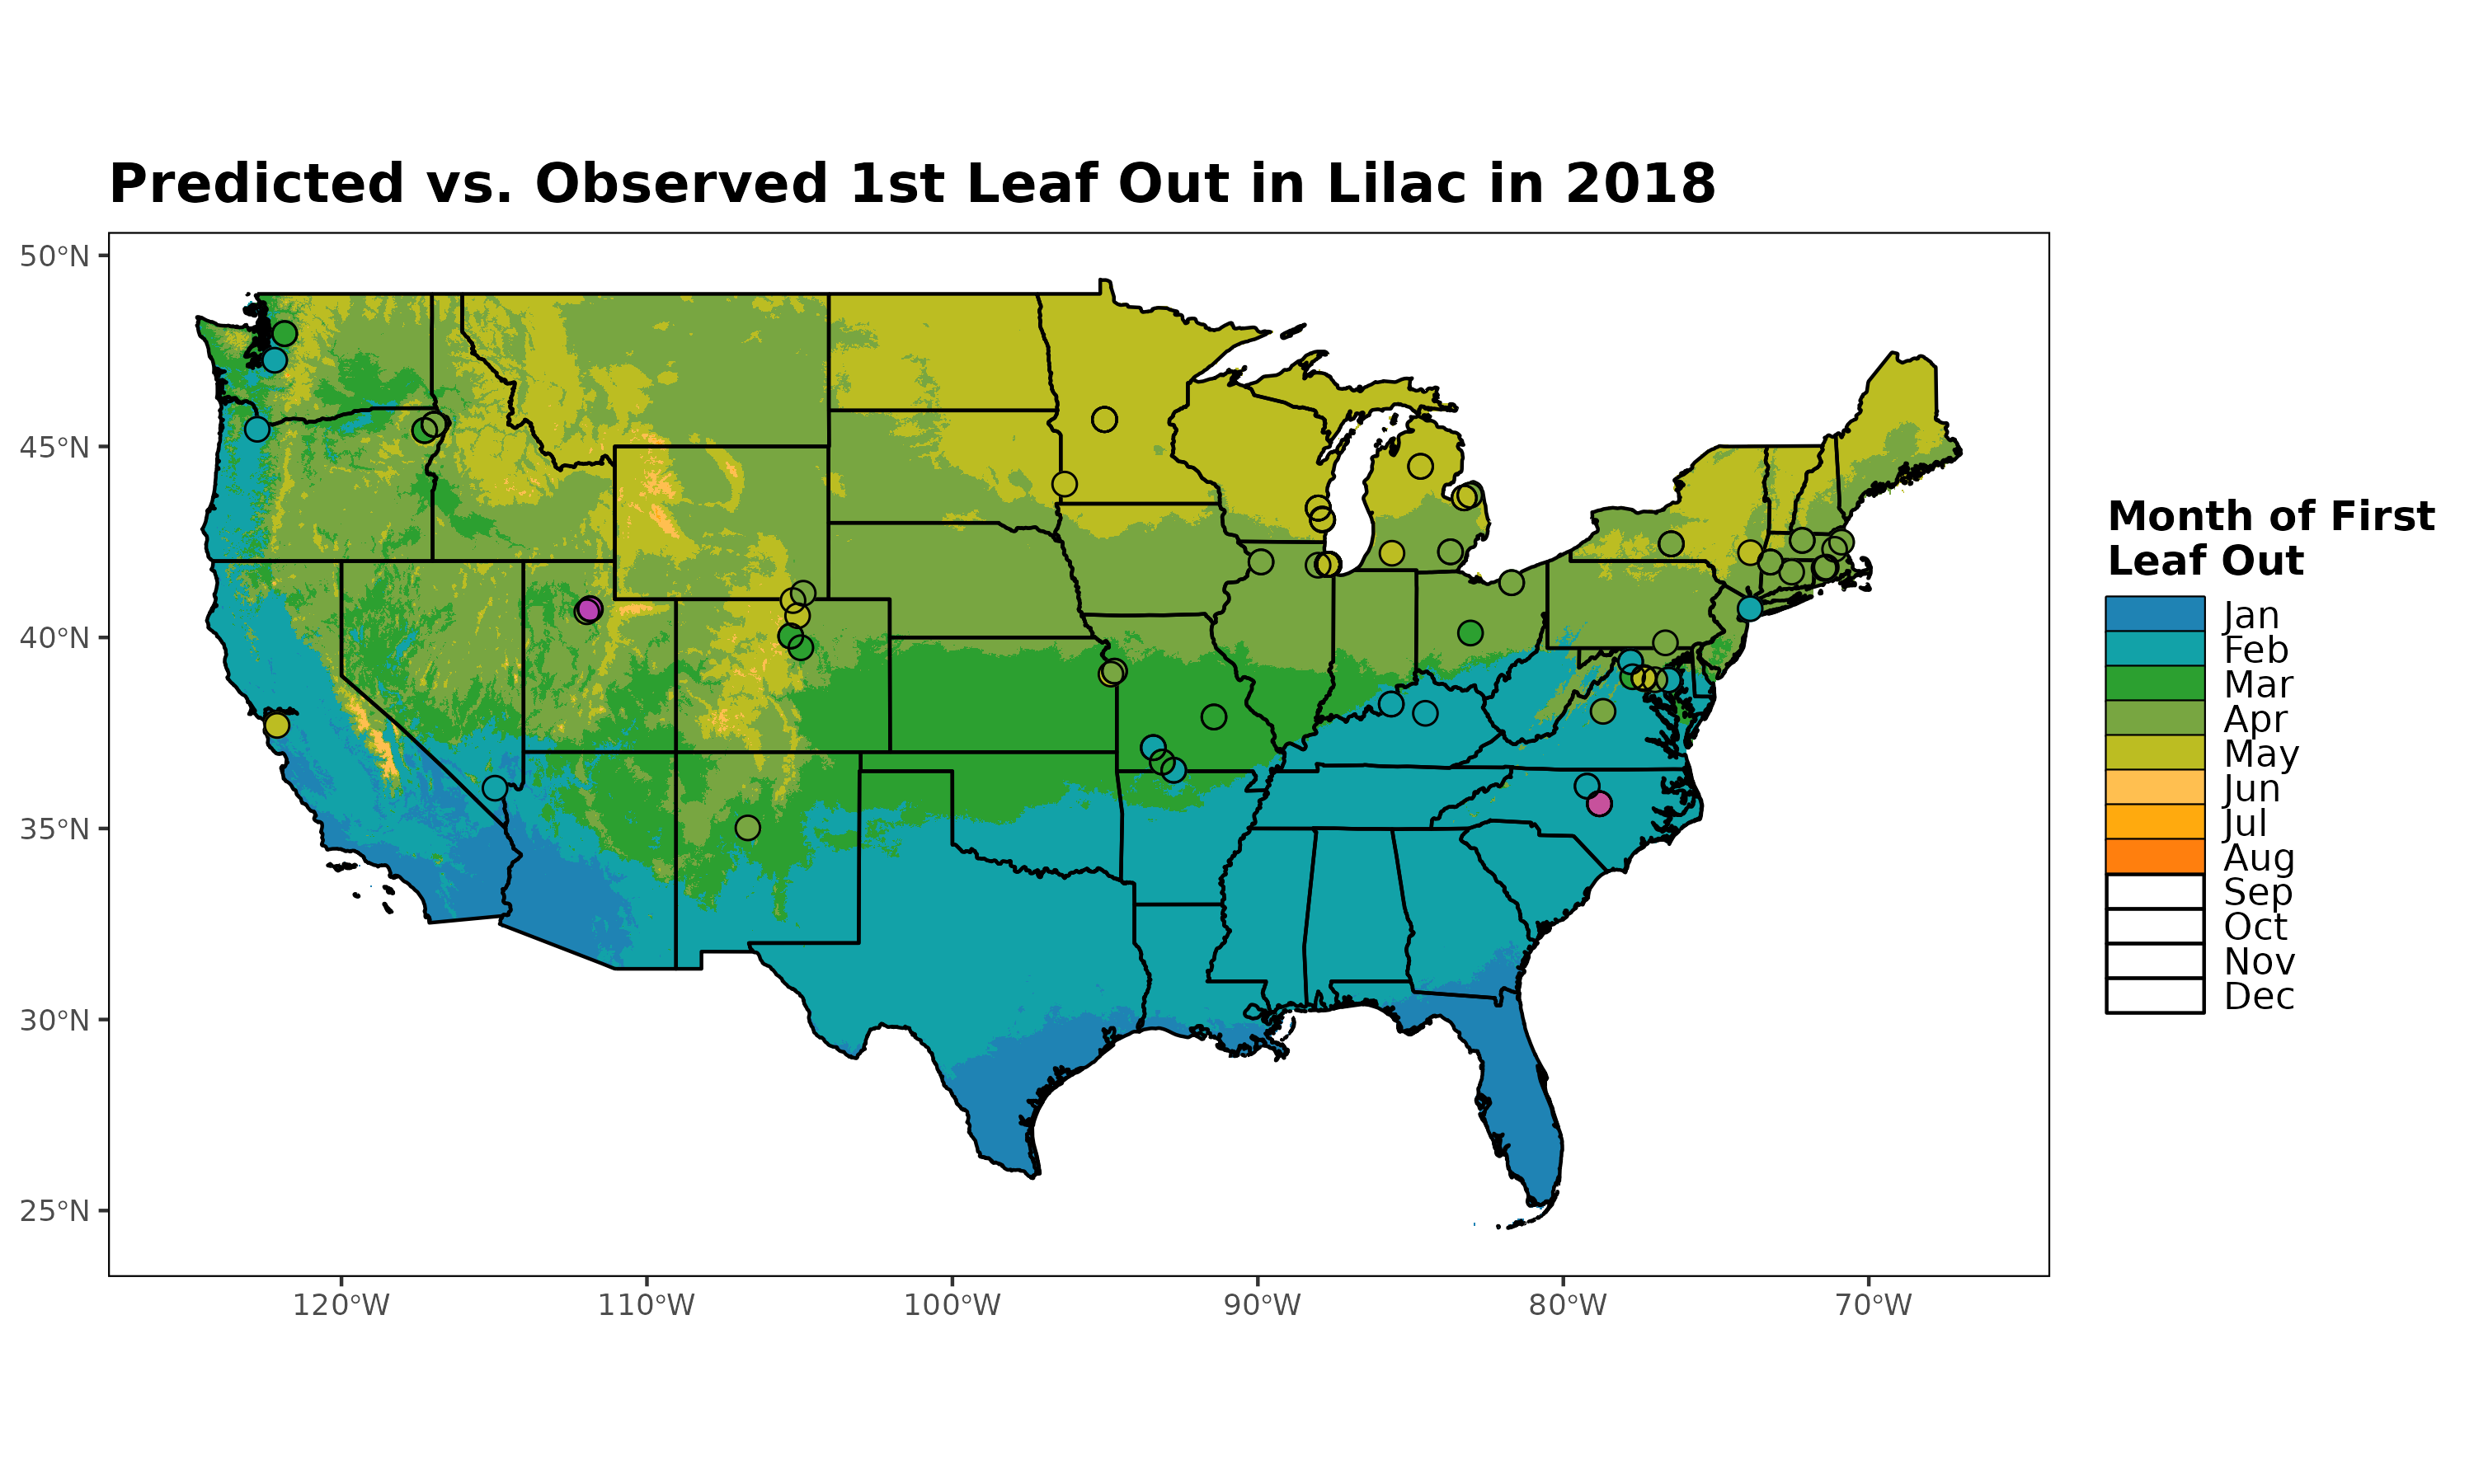 Predicted vs. Observed 1st Leaf Out in Lilac in 2018
50°N
45°N
40°N
35°N
30°N
25°N
120°W
110°W
100°W
90°W
80°W
70°W
Month of First
Leaf Out
Jan
Feb
Mar
Apr
May
Jun
Jul
Aug
Sep
Oct
Nov
Dec